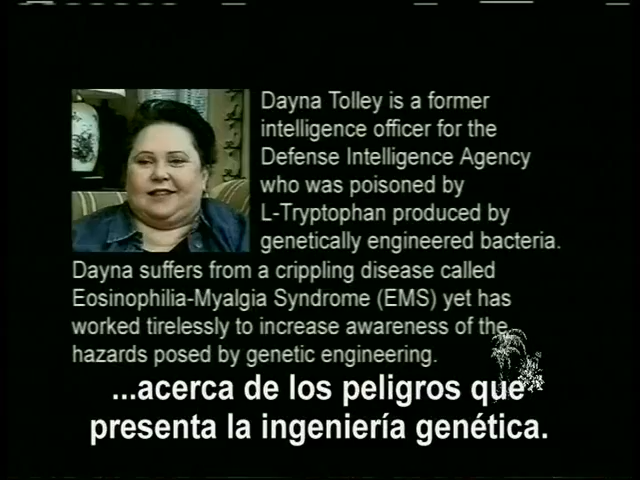 Dayna Tolley is a former
intelligence officer for the
Defense Intelligence Agency
who was poisoned by
L-Tryptophan produced by
genetically engineered bacteria.
Dayna suffers from a crippling disease called
Eosinophilia-Myalgia Syndrome (EMS) yet has
worked tirelessly to increase awareness of the
hazards posed by genetic engineering.
...acerca de los peligros que
presenta la ingeniería genética.